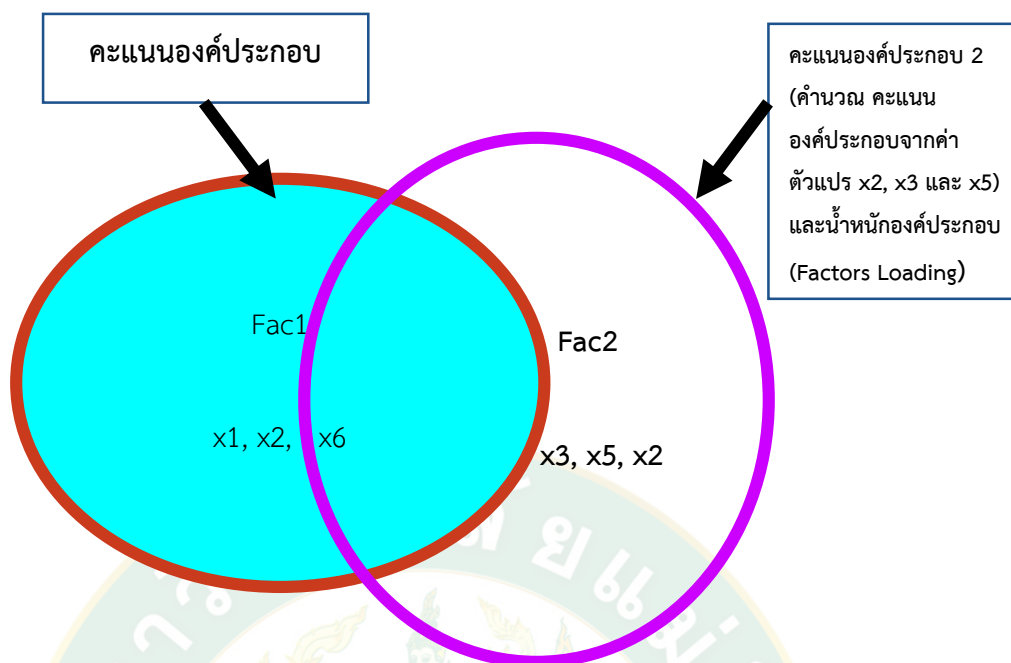 คะแนนองค์ประกอบ
คะแนนองค์ประกอบ 2
(คำนวณ คะแนน
องค์ประกอบจากค่า
ตัวแปร x2, x3 และ x5)
และน้ำหนักองค์ประกอบ
(Factors Loading)
Fac1
Fac2
x1, x2, x6
x3, x5, x2